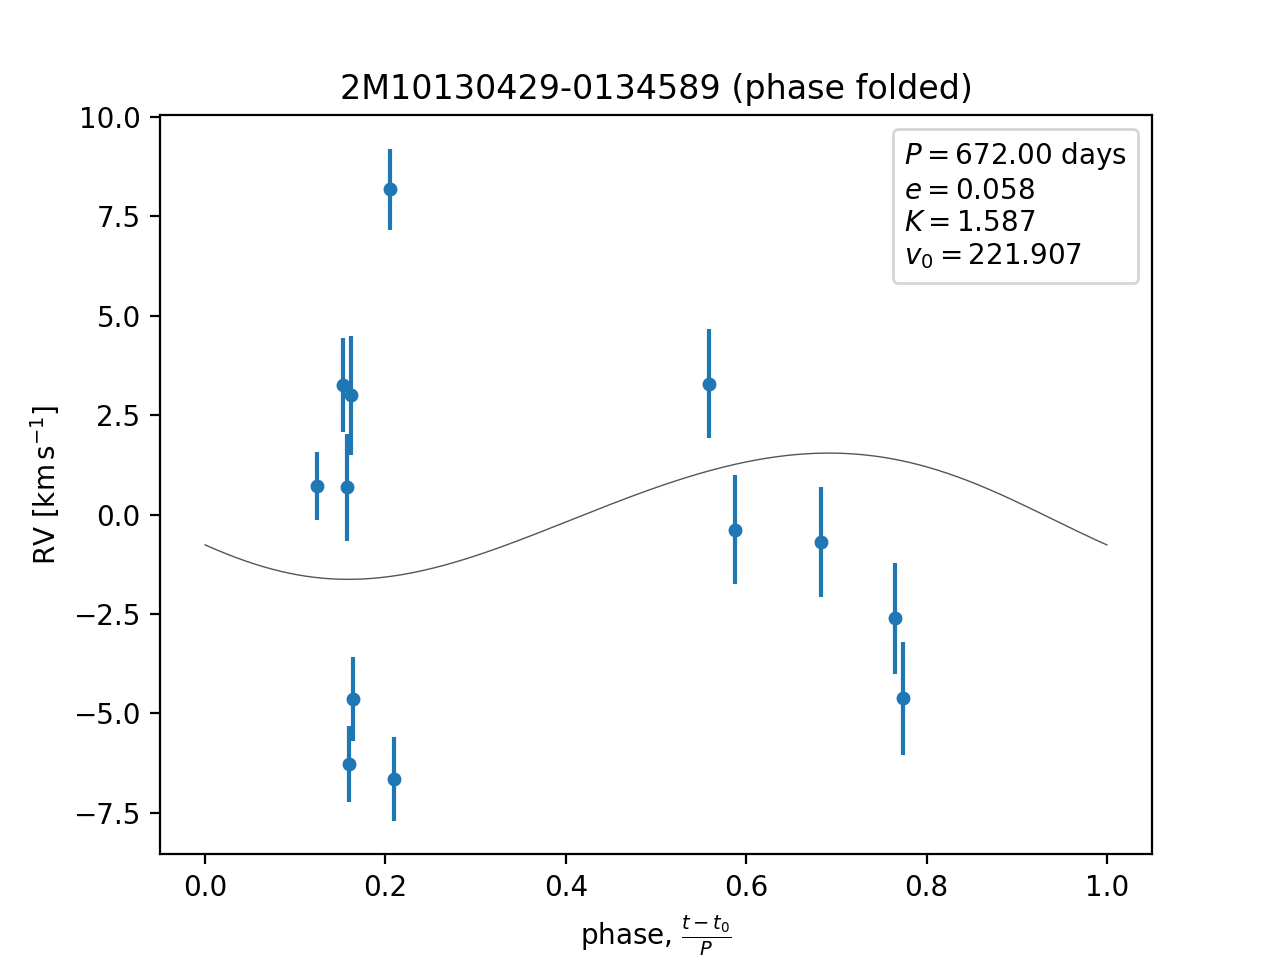 2M10130429-0134589 (phase folded)
P = 672.00 days
e = 0.058
K = 1.587
v₀ = 221.907
10.0
7.5
5.0
2.5
0.0
−2.5
−5.0
−7.5
RV [km s⁻¹]
0.0 0.2 0.4 0.6 0.8 1.0
phase, (t − t₀)/P